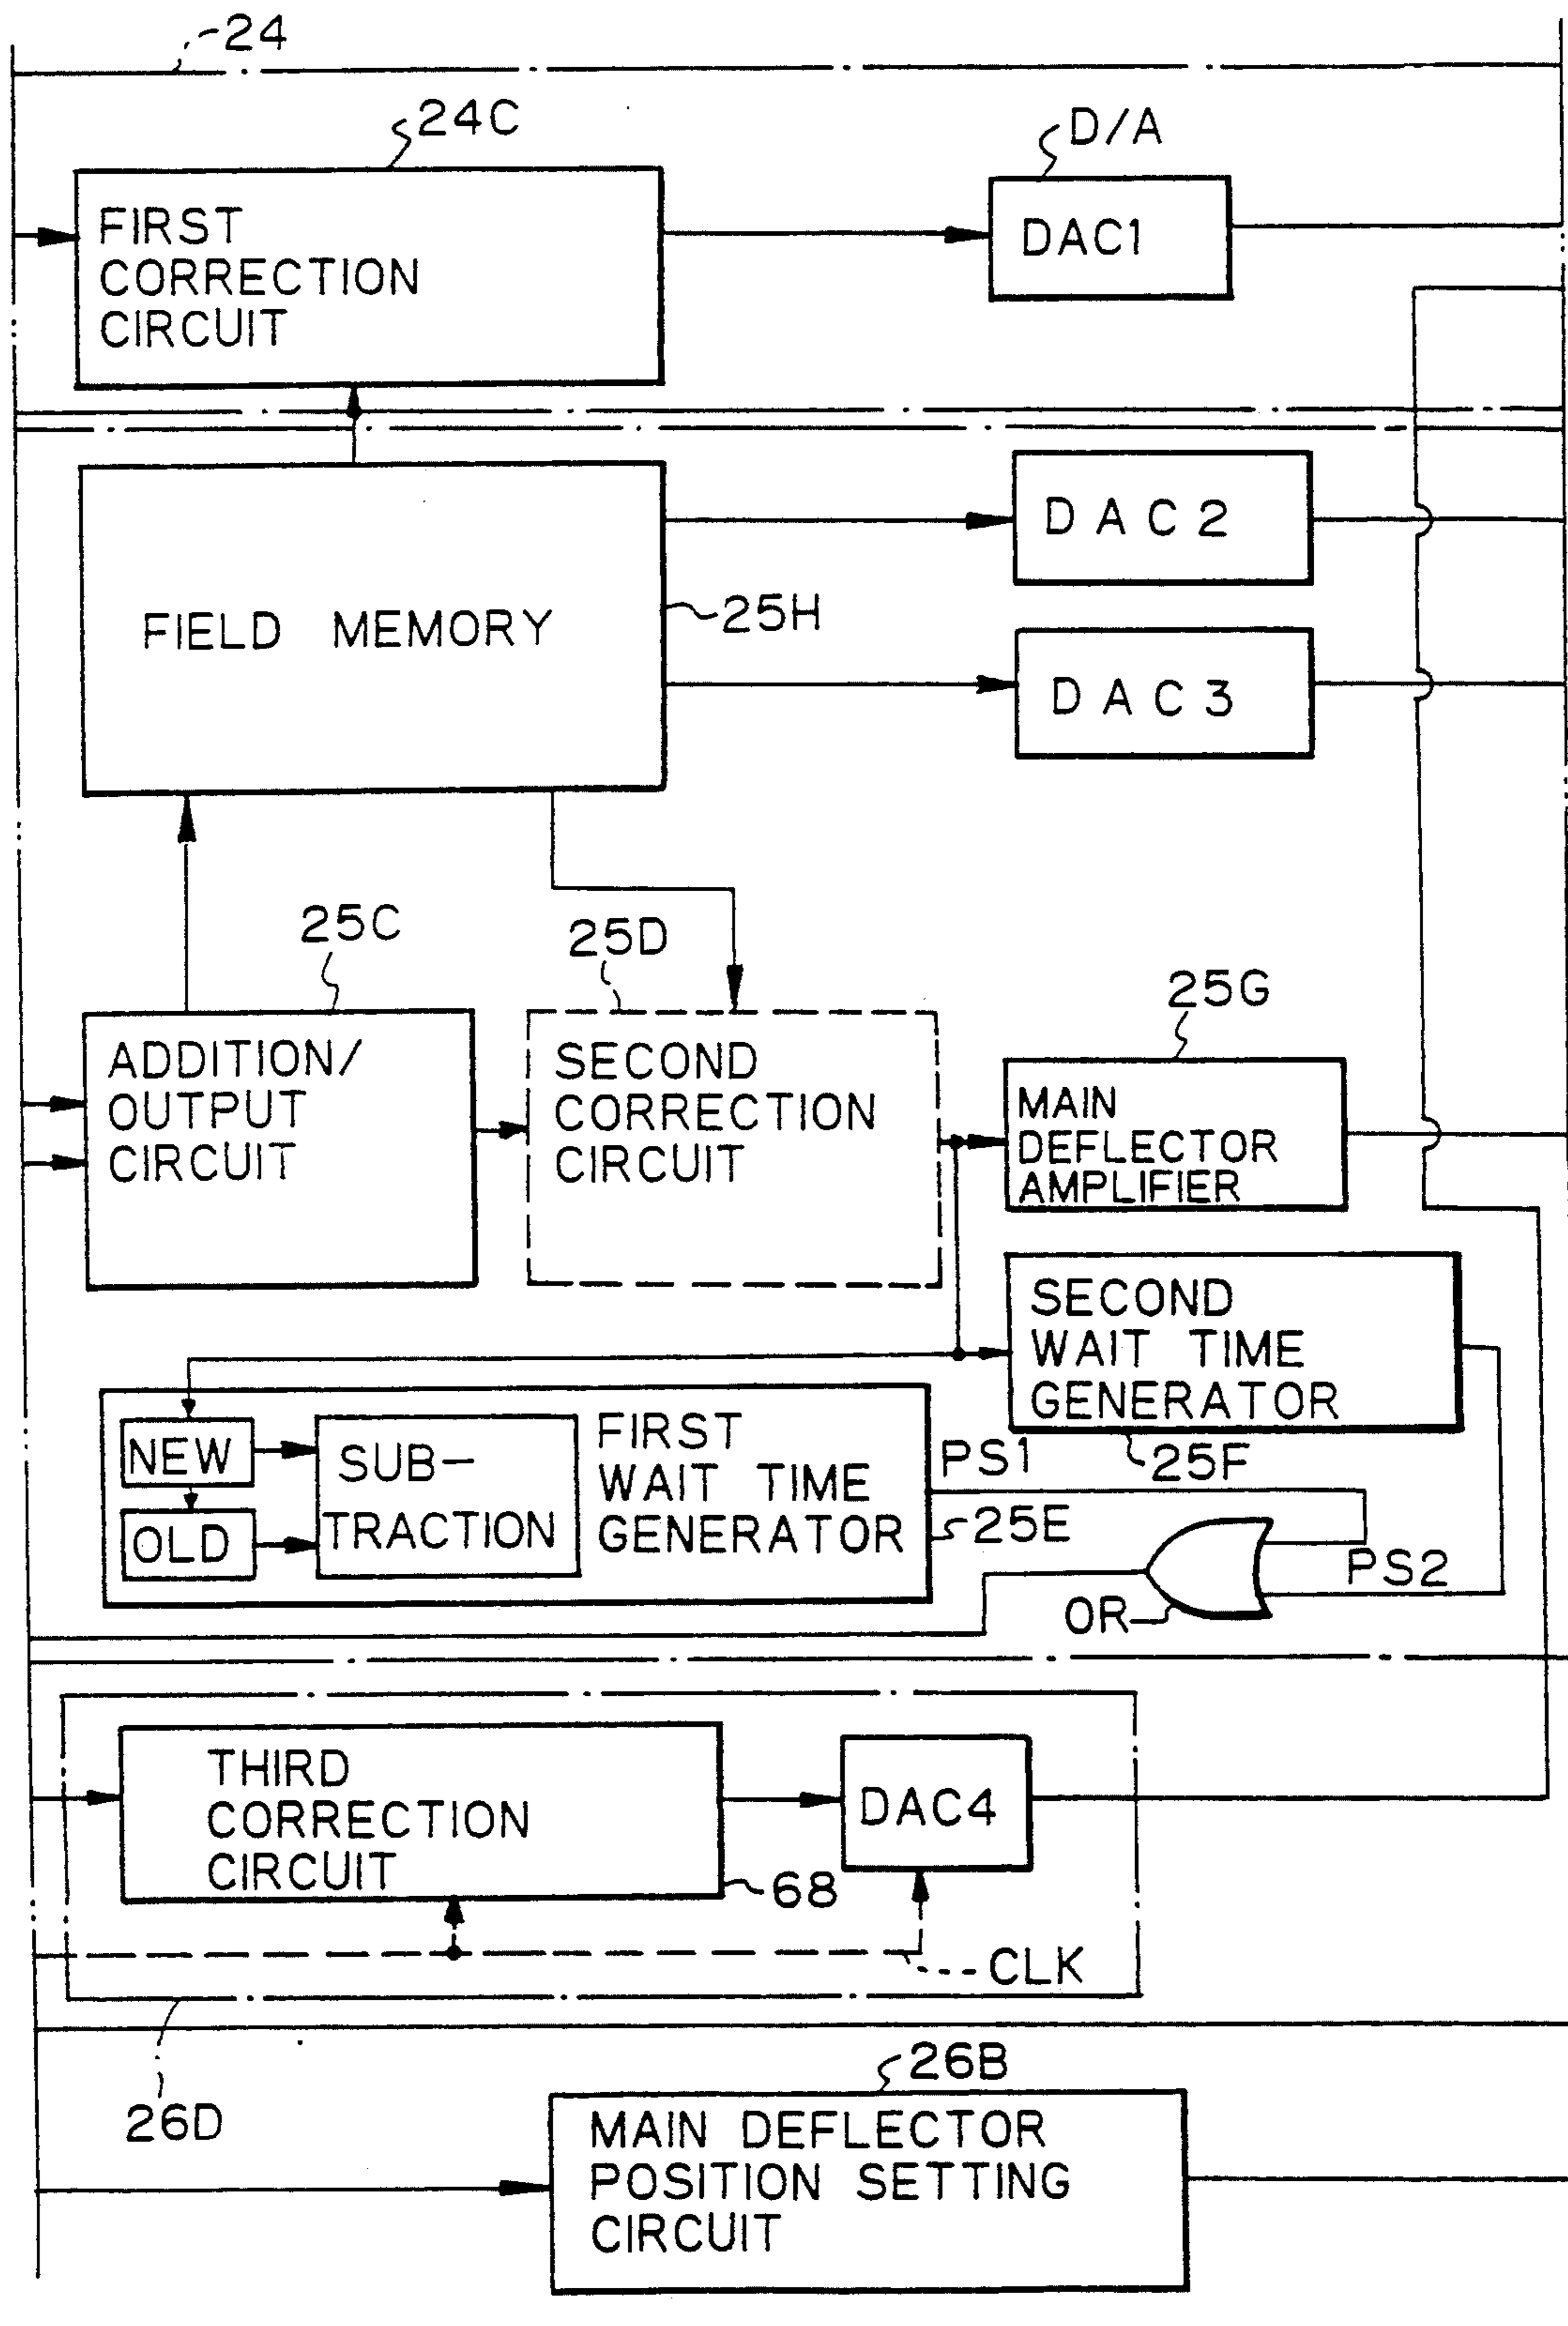 24
24C
D/A
FIRST
CORRECTION
CIRCUIT
DAC1
FIELD MEMORY
25H
DAC2
DAC3
25C
25D
25G
ADDITION/
OUTPUT
CIRCUIT
SECOND
CORRECTION
CIRCUIT
MAIN
DEFLECTOR
AMPLIFIER
SECOND
WAIT TIME
GENERATOR
25F
NEW
OLD
SUB-
TRACTION
FIRST
WAIT TIME
GENERATOR
PS1
25E
PS2
OR
THIRD
CORRECTION
CIRCUIT
68
DAC4
CLK
26D
26B
MAIN DEFLECTOR
POSITION SETTING
CIRCUIT